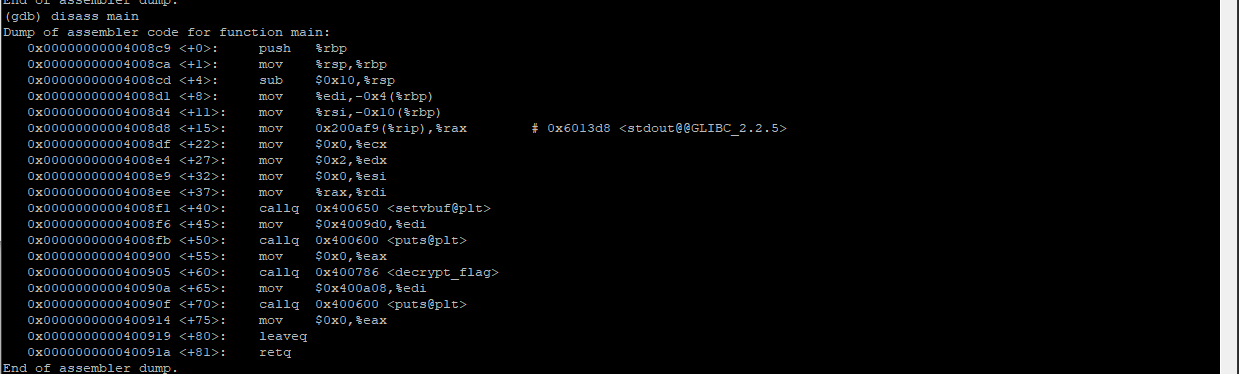 End of assembler dump.
(gdb) disass main
Dump of assembler code for function main:
0x00000000004008c9 <+0>: push %rbp
0x00000000004008ca <+1>: mov %rsp,%rbp
0x00000000004008cd <+4>: sub $0x10,%rsp
0x00000000004008d1 <+8>: mov %edi,-0x4(%rbp)
0x00000000004008d4 <+11>: mov %rsi,-0x10(%rbp)
0x00000000004008d8 <+15>: mov 0x200af9(%rip),%rax # 0x6013d8 <stdout@@GLIBC_2.2.5>
0x00000000004008df <+22>: mov $0x0,%ecx
0x00000000004008e4 <+27>: mov $0x2,%edx
0x00000000004008e9 <+32>: mov $0x0,%esi
0x00000000004008ee <+37>: mov %rax,%rdi
0x00000000004008f1 <+40>: callq 0x400650 <setvbuf@plt>
0x00000000004008f6 <+45>: mov $0x4009d0,%edi
0x00000000004008fb <+50>: callq 0x400600 <puts@plt>
0x0000000000400900 <+55>: mov $0x0,%eax
0x0000000000400905 <+60>: callq 0x400786 <decrypt_flag>
0x000000000040090a <+65>: mov $0x400a08,%edi
0x000000000040090f <+70>: callq 0x400600 <puts@plt>
0x0000000000400914 <+75>: mov $0x0,%eax
0x0000000000400919 <+80>: leaveq
0x000000000040091a <+81>: retq
End of assembler dump.